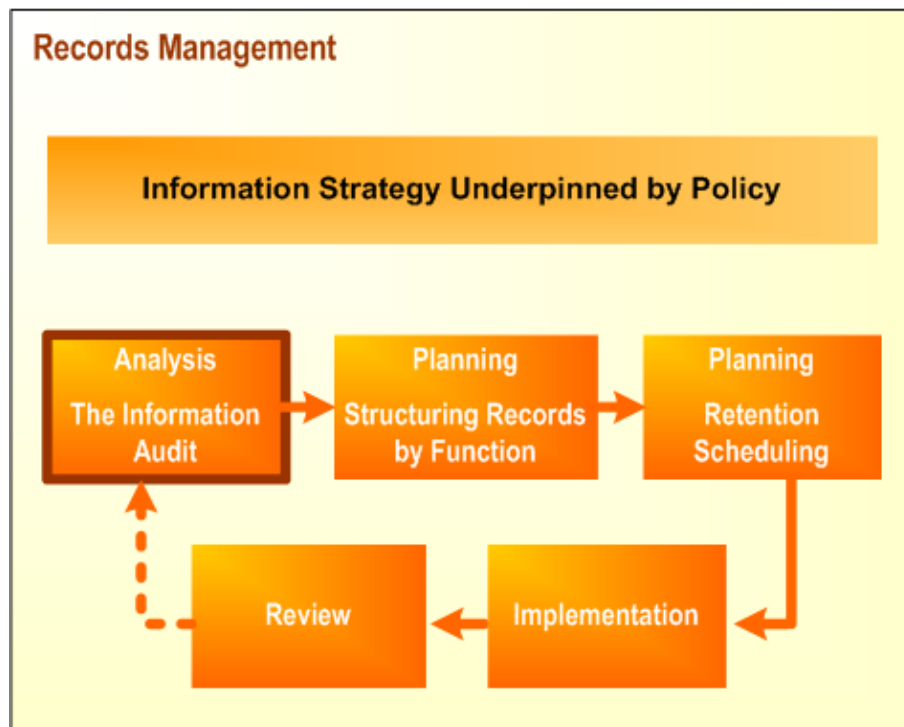 Records Management
Information Strategy Underpinned by Policy
Analysis
The Information
Audit
Planning
Structuring Records
by Function
Planning
Retention
Scheduling
Review
Implementation